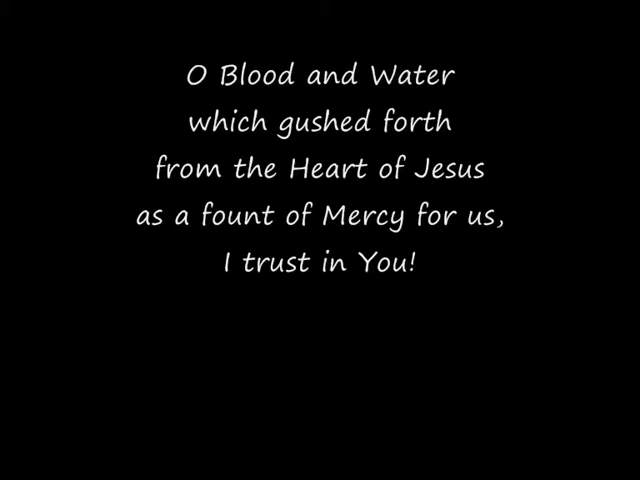 O Blood and Water
which gushed forth
from the Heart of Jesus
as a fount of Mercy for us,
I trust in You!